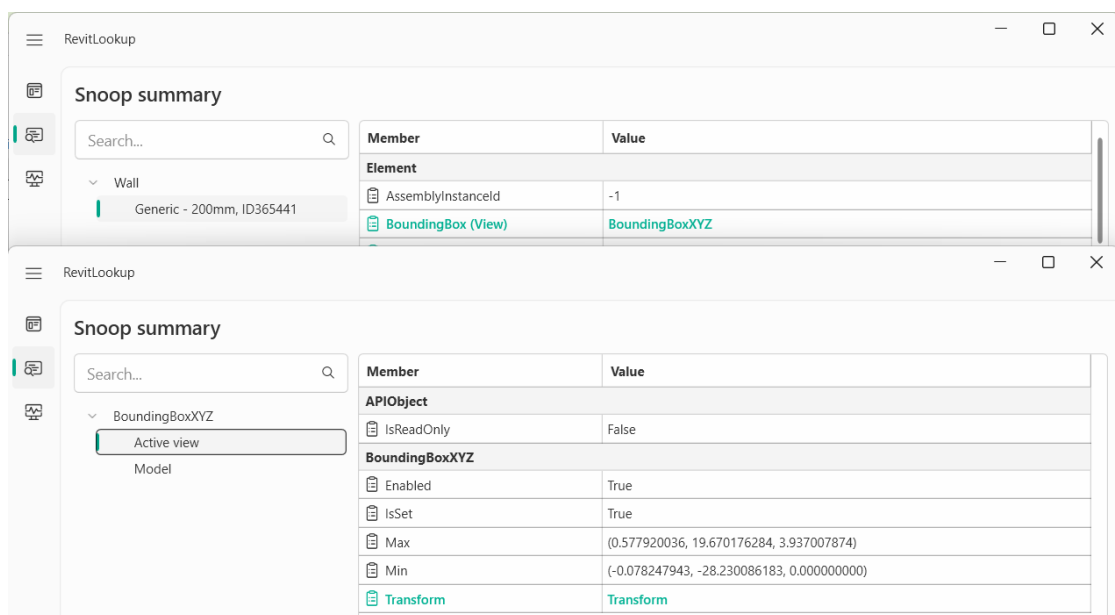 RevitLookup
Snoop summary
Search...
Wall
Generic - 200mm, ID365441
Member Value
Element
AssemblyInstanceId -1
BoundingBox (View) BoundingBoxXYZ
RevitLookup
Snoop summary
Search...
BoundingBoxXYZ
Active view
Model
Member Value
APIObject
IsReadOnly False
BoundingBoxXYZ
Enabled True
IsSet True
Max (0.577920036, 19.670176284, 3.937007874)
Min (-0.078247943, -28.230086183, 0.000000000)
Transform Transform